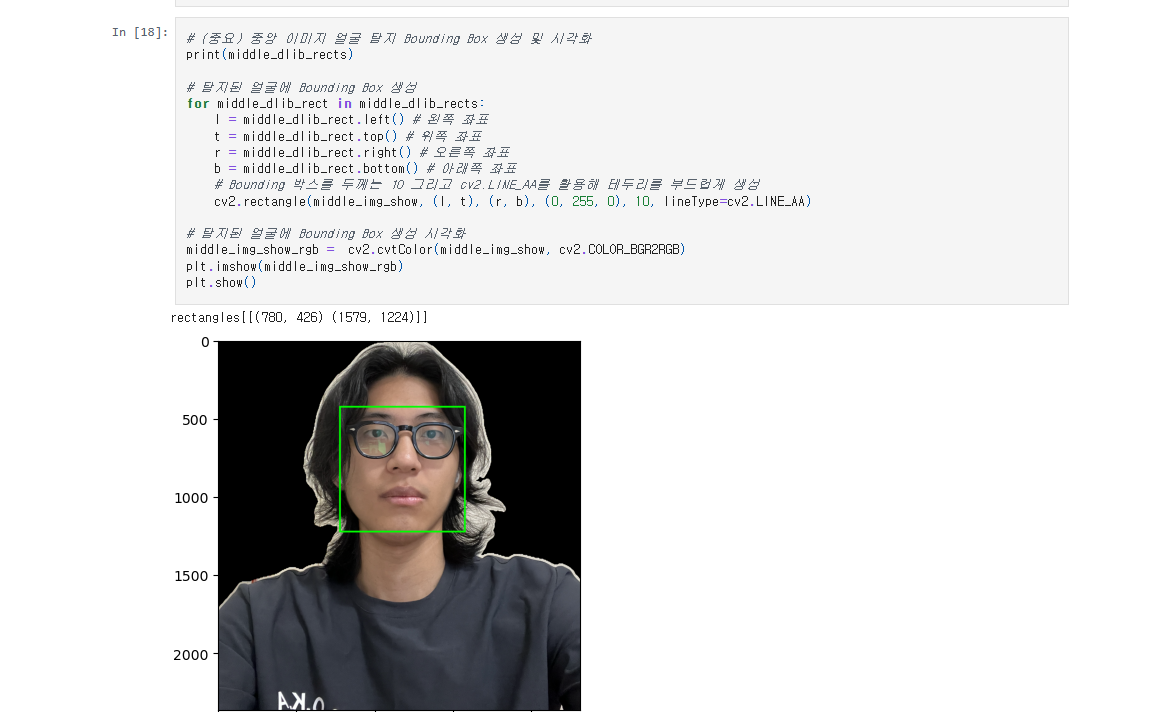 In [18]:
# (중요) 중앙 이미지 얼굴 탐지 Bounding Box 생성 및 시각화
print(middle_dlib_rects)
# 탐지된 얼굴에 Bounding Box 생성
for middle_dlib_rect in middle_dlib_rects:
l = middle_dlib_rect.left() # 왼쪽 좌표
t = middle_dlib_rect.top() # 위쪽 좌표
r = middle_dlib_rect.right() # 오른쪽 좌표
b = middle_dlib_rect.bottom() # 아래쪽 좌표
# Bounding 박스를 두께는 10 그리고 cv2.LINE_AA를 활용해 테두리를 부드럽게 생성
cv2.rectangle(middle_img_show, (l, t), (r, b), (0, 255, 0), 10, lineType=cv2.LINE_AA)
# 탐지된 얼굴에 Bounding Box 생성 시각화
middle_img_show_rgb =  cv2.cvtColor(middle_img_show, cv2.COLOR_BGR2RGB)
plt.imshow(middle_img_show_rgb)
plt.show()
rectangles[[(780, 426) (1579, 1224)]]
0
500
1000
1500
2000